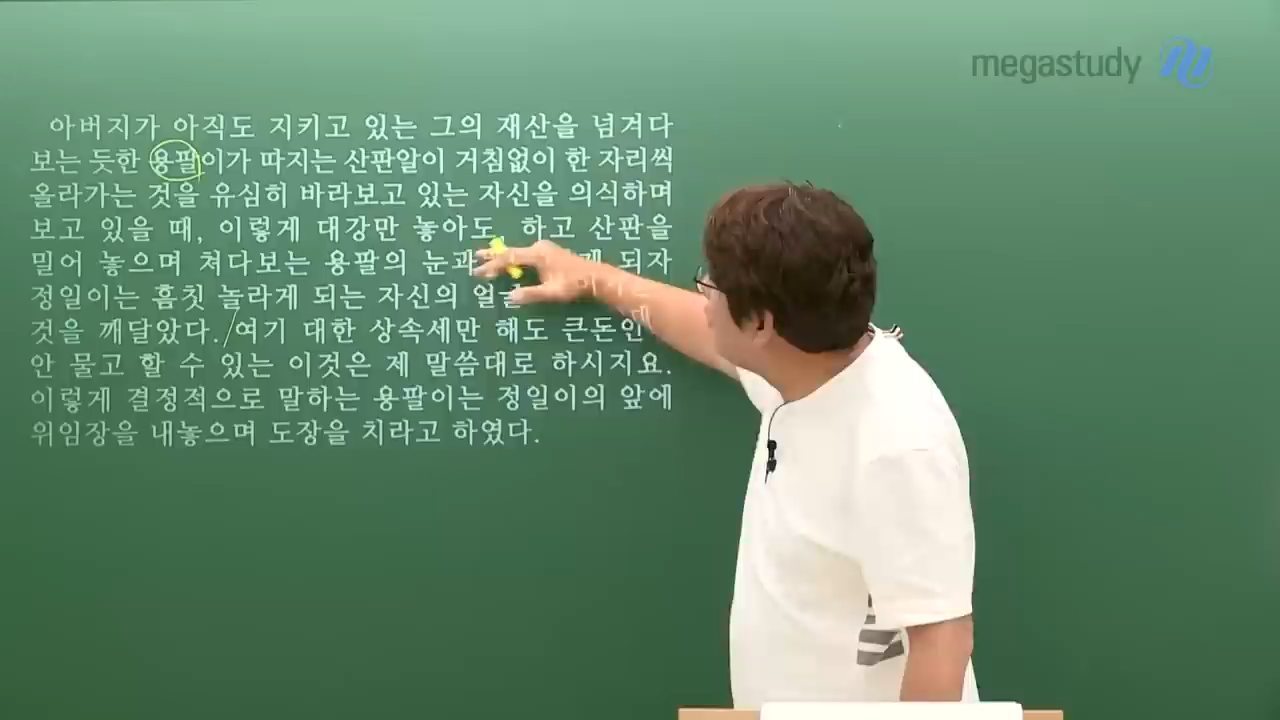 megastudy
아버지가 아직도 지키고 있는 그의 재산을 넘겨다
보는 듯한 용팔이가 따지는 산판알이 거침없이 한 자리씩
올라가는 것을 유심히 바라보고 있는 자신을 의식하며
보고 있을 때, 이렇게 대강만 놓아도, 하고 산판을
밀어 놓으며 쳐다보는 용팔의 눈과 되자
정일이는 흠칫 놀라게 되는 자신의
것을 깨달았다. 여기 대한 상속세만 해도 큰돈인데
안 물고 할 수 있는 이것은 제 말씀대로 하시지요.
이렇게 결정적으로 말하는 용팔이는 정일이의 앞에
위임장을 내놓으며 도장을 치라고 하였다.